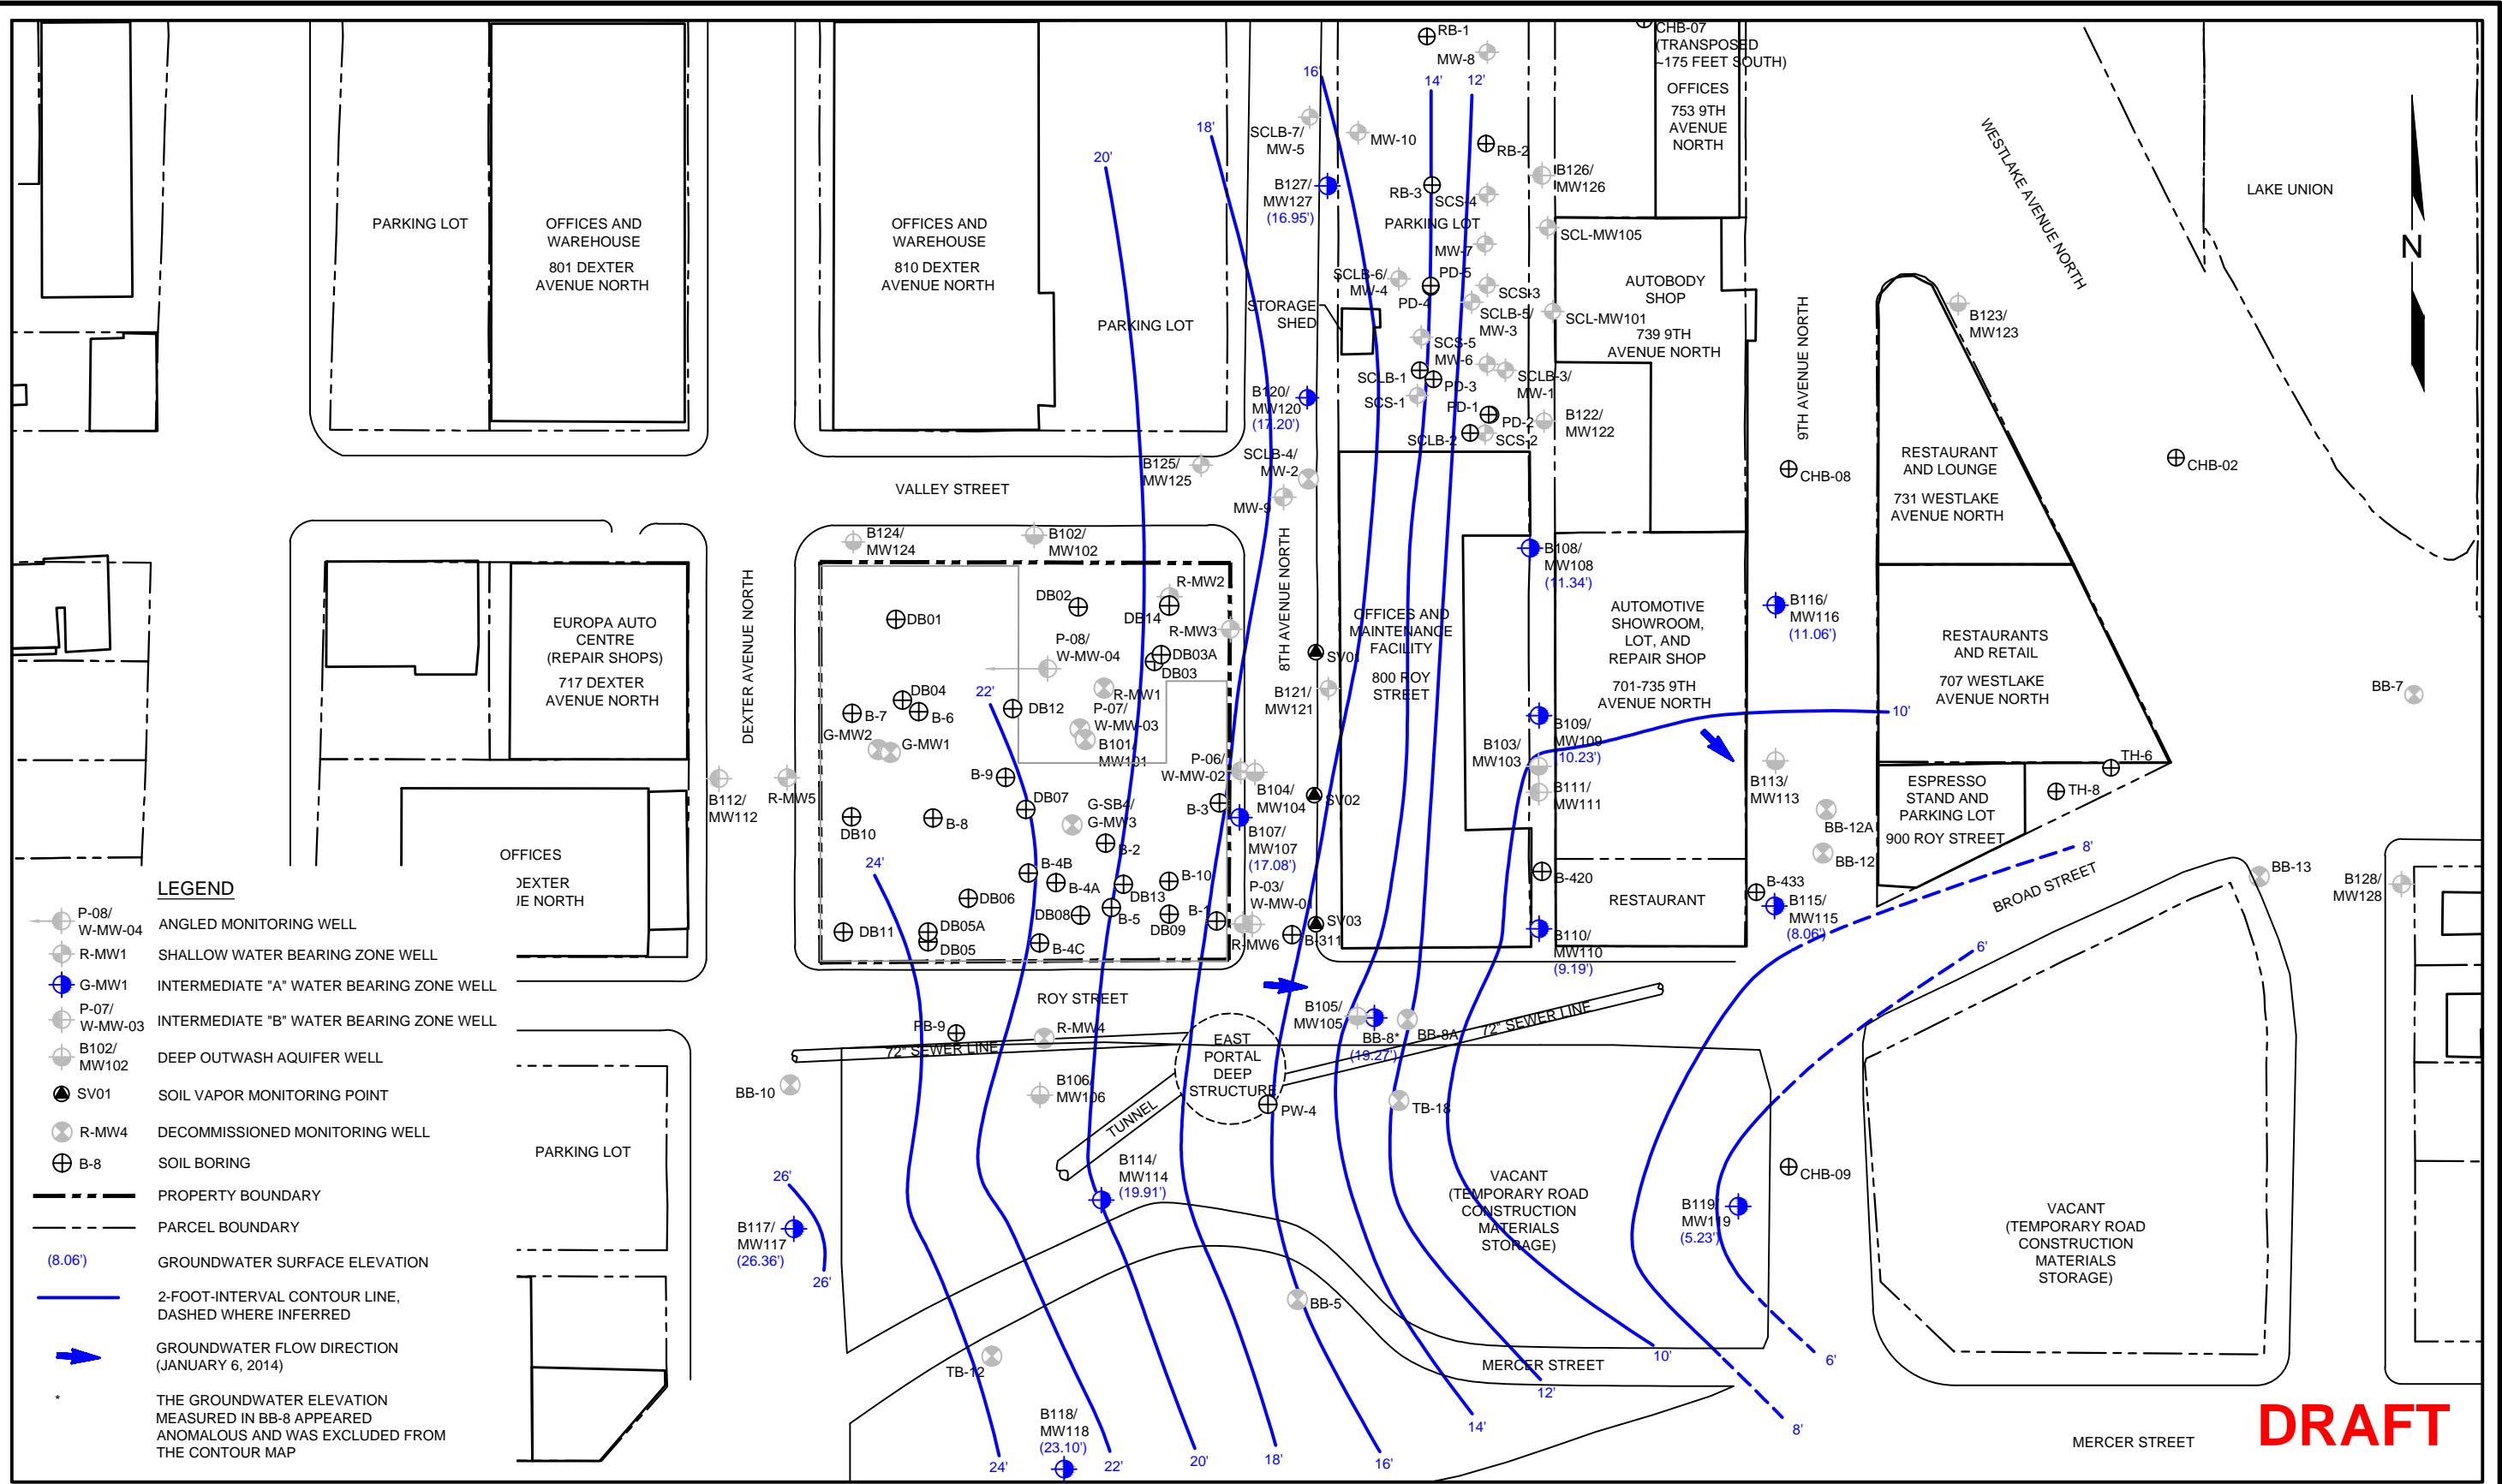 RB-1
MW-8
CHB-07
(TRANSPOSED
~175 FEET SOUTH)
OFFICES
753 9TH
AVENUE
NORTH
WESTLAKE AVENUE NORTH
LAKE UNION
N
16'
14'
12'
18'
20'
SCLB-7/
MW-5
MW-10
RB-2
B127/
MW127
(16.95')
RB-3
SCS-4
B126/
MW126
PARKING LOT
MW-7
SCL-MW105
PARKING LOT
OFFICES AND
WAREHOUSE
801 DEXTER
AVENUE NORTH
OFFICES AND
WAREHOUSE
810 DEXTER
AVENUE NORTH
PARKING LOT
SCLB-6/
MW-4
PD-5
PD-4
SCS-3
SCLB-5/
MW-3
SCL-MW101
STORAGE
SHED
AUTOBODY
SHOP
739 9TH
AVENUE NORTH
9TH AVENUE NORTH
B123/
MW123
SCS-5
MW-6
SCLB-1
PD-3
SCLB-3/
MW-1
SCS-1
PD-1
PD-2
SCLB-2
SCS-2
B122/
MW122
B120/
MW120
(17.20')
B125/
MW125
SCLB-4/
MW-2
MW-9
VALLEY STREET
CHB-08
CHB-02
RESTAURANT
AND LOUNGE
731 WESTLAKE
AVENUE NORTH
B124/
MW124
B102/
MW102
8TH AVENUE NORTH
B108/
MW108
(11.34')
B116/
MW116
(11.06')
EUROPA AUTO
CENTRE
(REPAIR SHOPS)
717 DEXTER
AVENUE NORTH
DEXTER AVENUE NORTH
DB01
DB02
R-MW2
DB14
R-MW3
P-08/
W-MW-04
DB03A
DB03
R-MW1
SV01
OFFICES AND
MAINTENANCE
FACILITY
800 ROY
STREET
AUTOMOTIVE
SHOWROOM,
LOT, AND
REPAIR SHOP
701-735 9TH
AVENUE NORTH
RESTAURANTS
AND RETAIL
707 WESTLAKE
AVENUE NORTH
BB-7
22'
DB04
B-7
B-6
DB12
P-07/
W-MW-03
G-MW2
G-MW1
B101/
MW101
B121/
MW121
B109/
MW109
(10.23')
10'
B103/
MW103
B111/
MW111
B113/
MW113
TH-6
TH-8
ESPRESSO
STAND AND
PARKING LOT
900 ROY STREET
BB-12A
BB-12
B112/
MW112
R-MW5
B-9
P-06/
W-MW-02
B104/
MW104
SV02
DB07
G-SB4/
G-MW3
B-3
DB10
B-8
B-2
B107/
MW107
(17.08')
24'
B-4B
B-4A
B-10
DB13
P-03/
W-MW-01
DB06
DB08
B-5
B-1
DB09
SV03
DB11
DB05A
DB05
B-4C
R-MW6
B-311
B-420
RESTAURANT
B-433
B115/
MW115
(8.06')
B110/
MW110
(9.19')
8'
BROAD STREET
6'
BB-13
B128/
MW128
OFFICES
DEXTER
UE NORTH
LEGEND
P-08/
W-MW-04
ANGLED MONITORING WELL
R-MW1
SHALLOW WATER BEARING ZONE WELL
G-MW1
INTERMEDIATE "A" WATER BEARING ZONE WELL
P-07/
W-MW-03
INTERMEDIATE "B" WATER BEARING ZONE WELL
B102/
MW102
DEEP OUTWASH AQUIFER WELL
SV01
SOIL VAPOR MONITORING POINT
R-MW4
DECOMMISSIONED MONITORING WELL
B-8
SOIL BORING
PROPERTY BOUNDARY
PARCEL BOUNDARY
(8.06')
GROUNDWATER SURFACE ELEVATION
2-FOOT-INTERVAL CONTOUR LINE,
DASHED WHERE INFERRED
GROUNDWATER FLOW DIRECTION
(JANUARY 6, 2014)
*
THE GROUNDWATER ELEVATION
MEASURED IN BB-8 APPEARED
ANOMALOUS AND WAS EXCLUDED FROM
THE CONTOUR MAP
ROY STREET
PB-9
R-MW4
72" SEWER LINE
EAST
PORTAL
DEEP
STRUCTURE
72" SEWER LINE
B105/
MW105
BB-8*
(19.27')
BB-8A
BB-10
B106/
MW106
TUNNEL
PW-4
TB-18
PARKING LOT
26'
B117/
MW117
(26.36')
26'
B114/
MW114
(19.91')
VACANT
(TEMPORARY ROAD
CONSTRUCTION
MATERIALS
STORAGE)
CHB-09
B119/
MW119
(5.23')
VACANT
(TEMPORARY ROAD
CONSTRUCTION
MATERIALS
STORAGE)
BB-5
TB-12
MERCER STREET
10'
6'
12'
14'
8'
B118/
MW118
(23.10')
24'
22'
20'
18'
16'
MERCER STREET
DRAFT